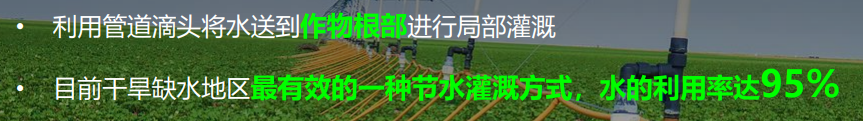 • 利用管道滴头将水送到作物根部进行局部灌溉
• 目前干旱缺水地区最有效的一种节水灌溉方式，水的利用率达95%